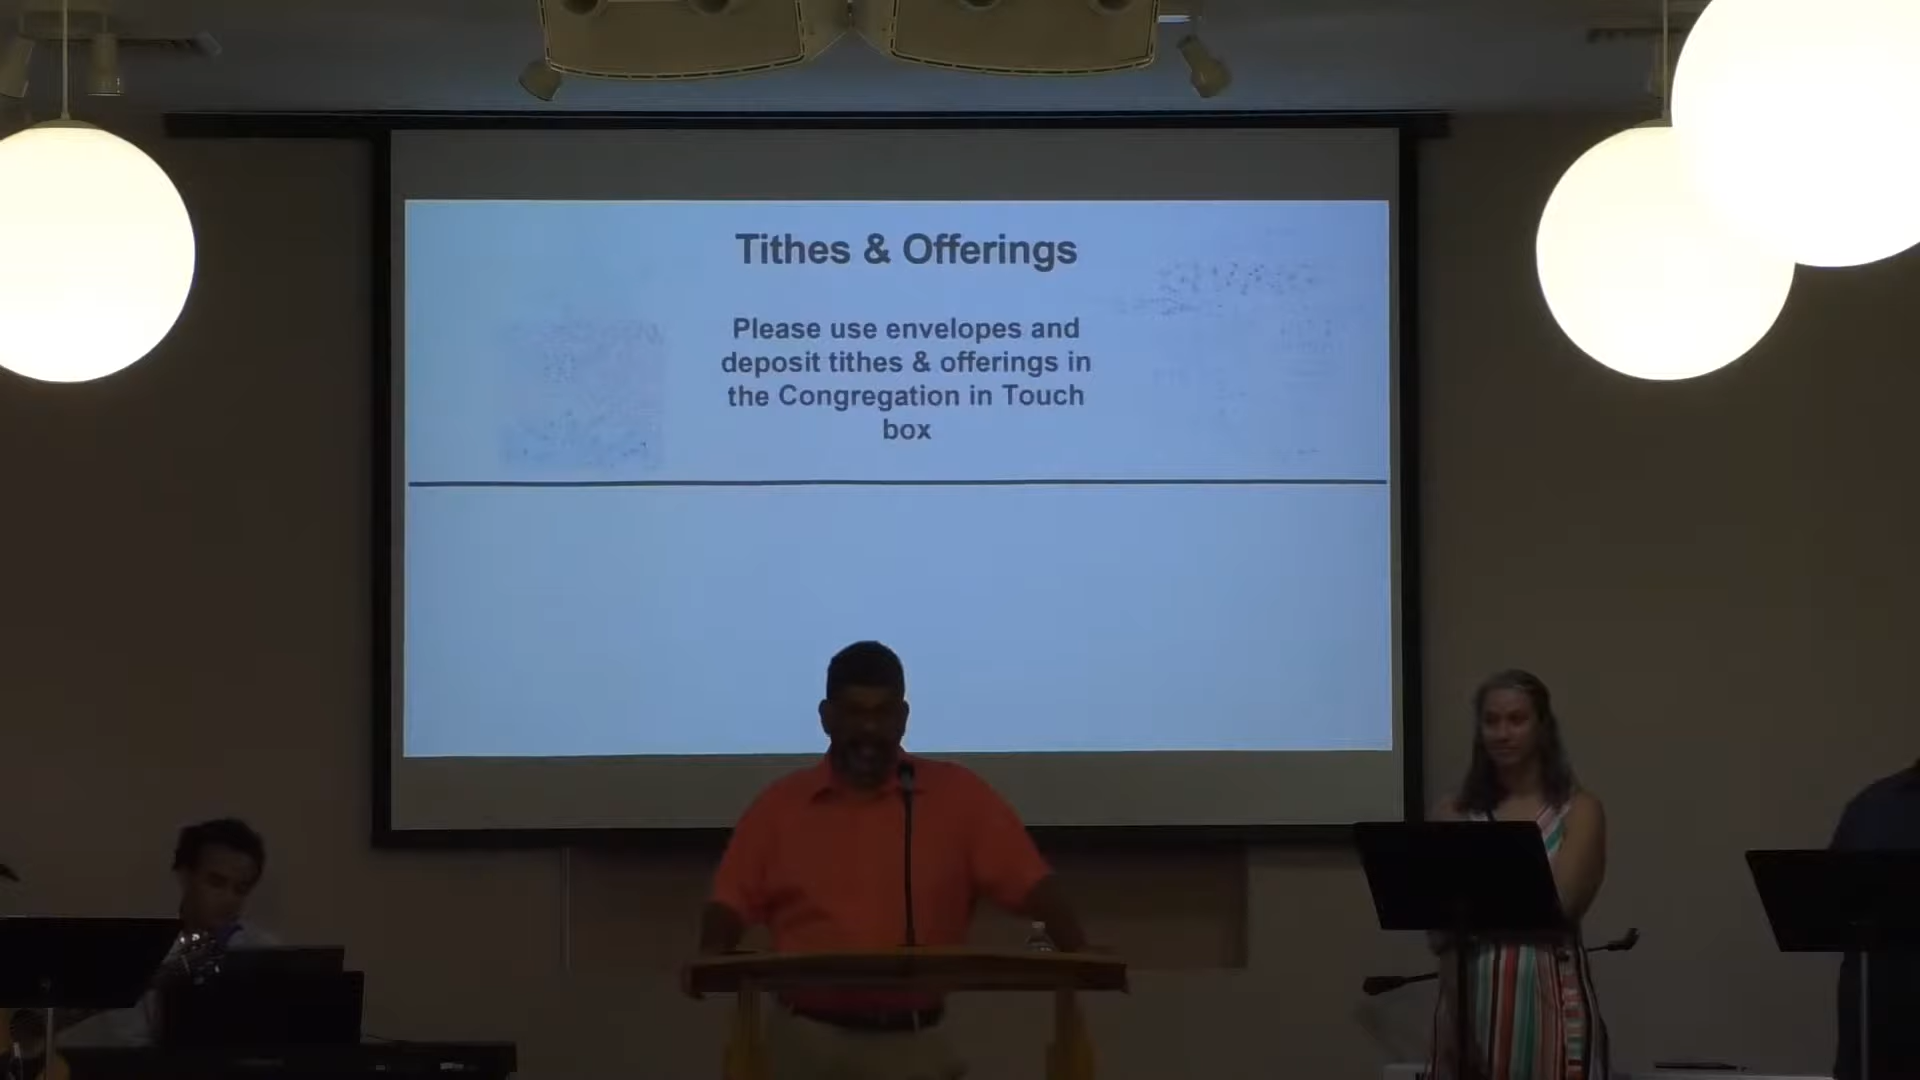 Tithes & Offerings
Please use envelopes and
deposit tithes & offerings in
the Congregation in Touch
box